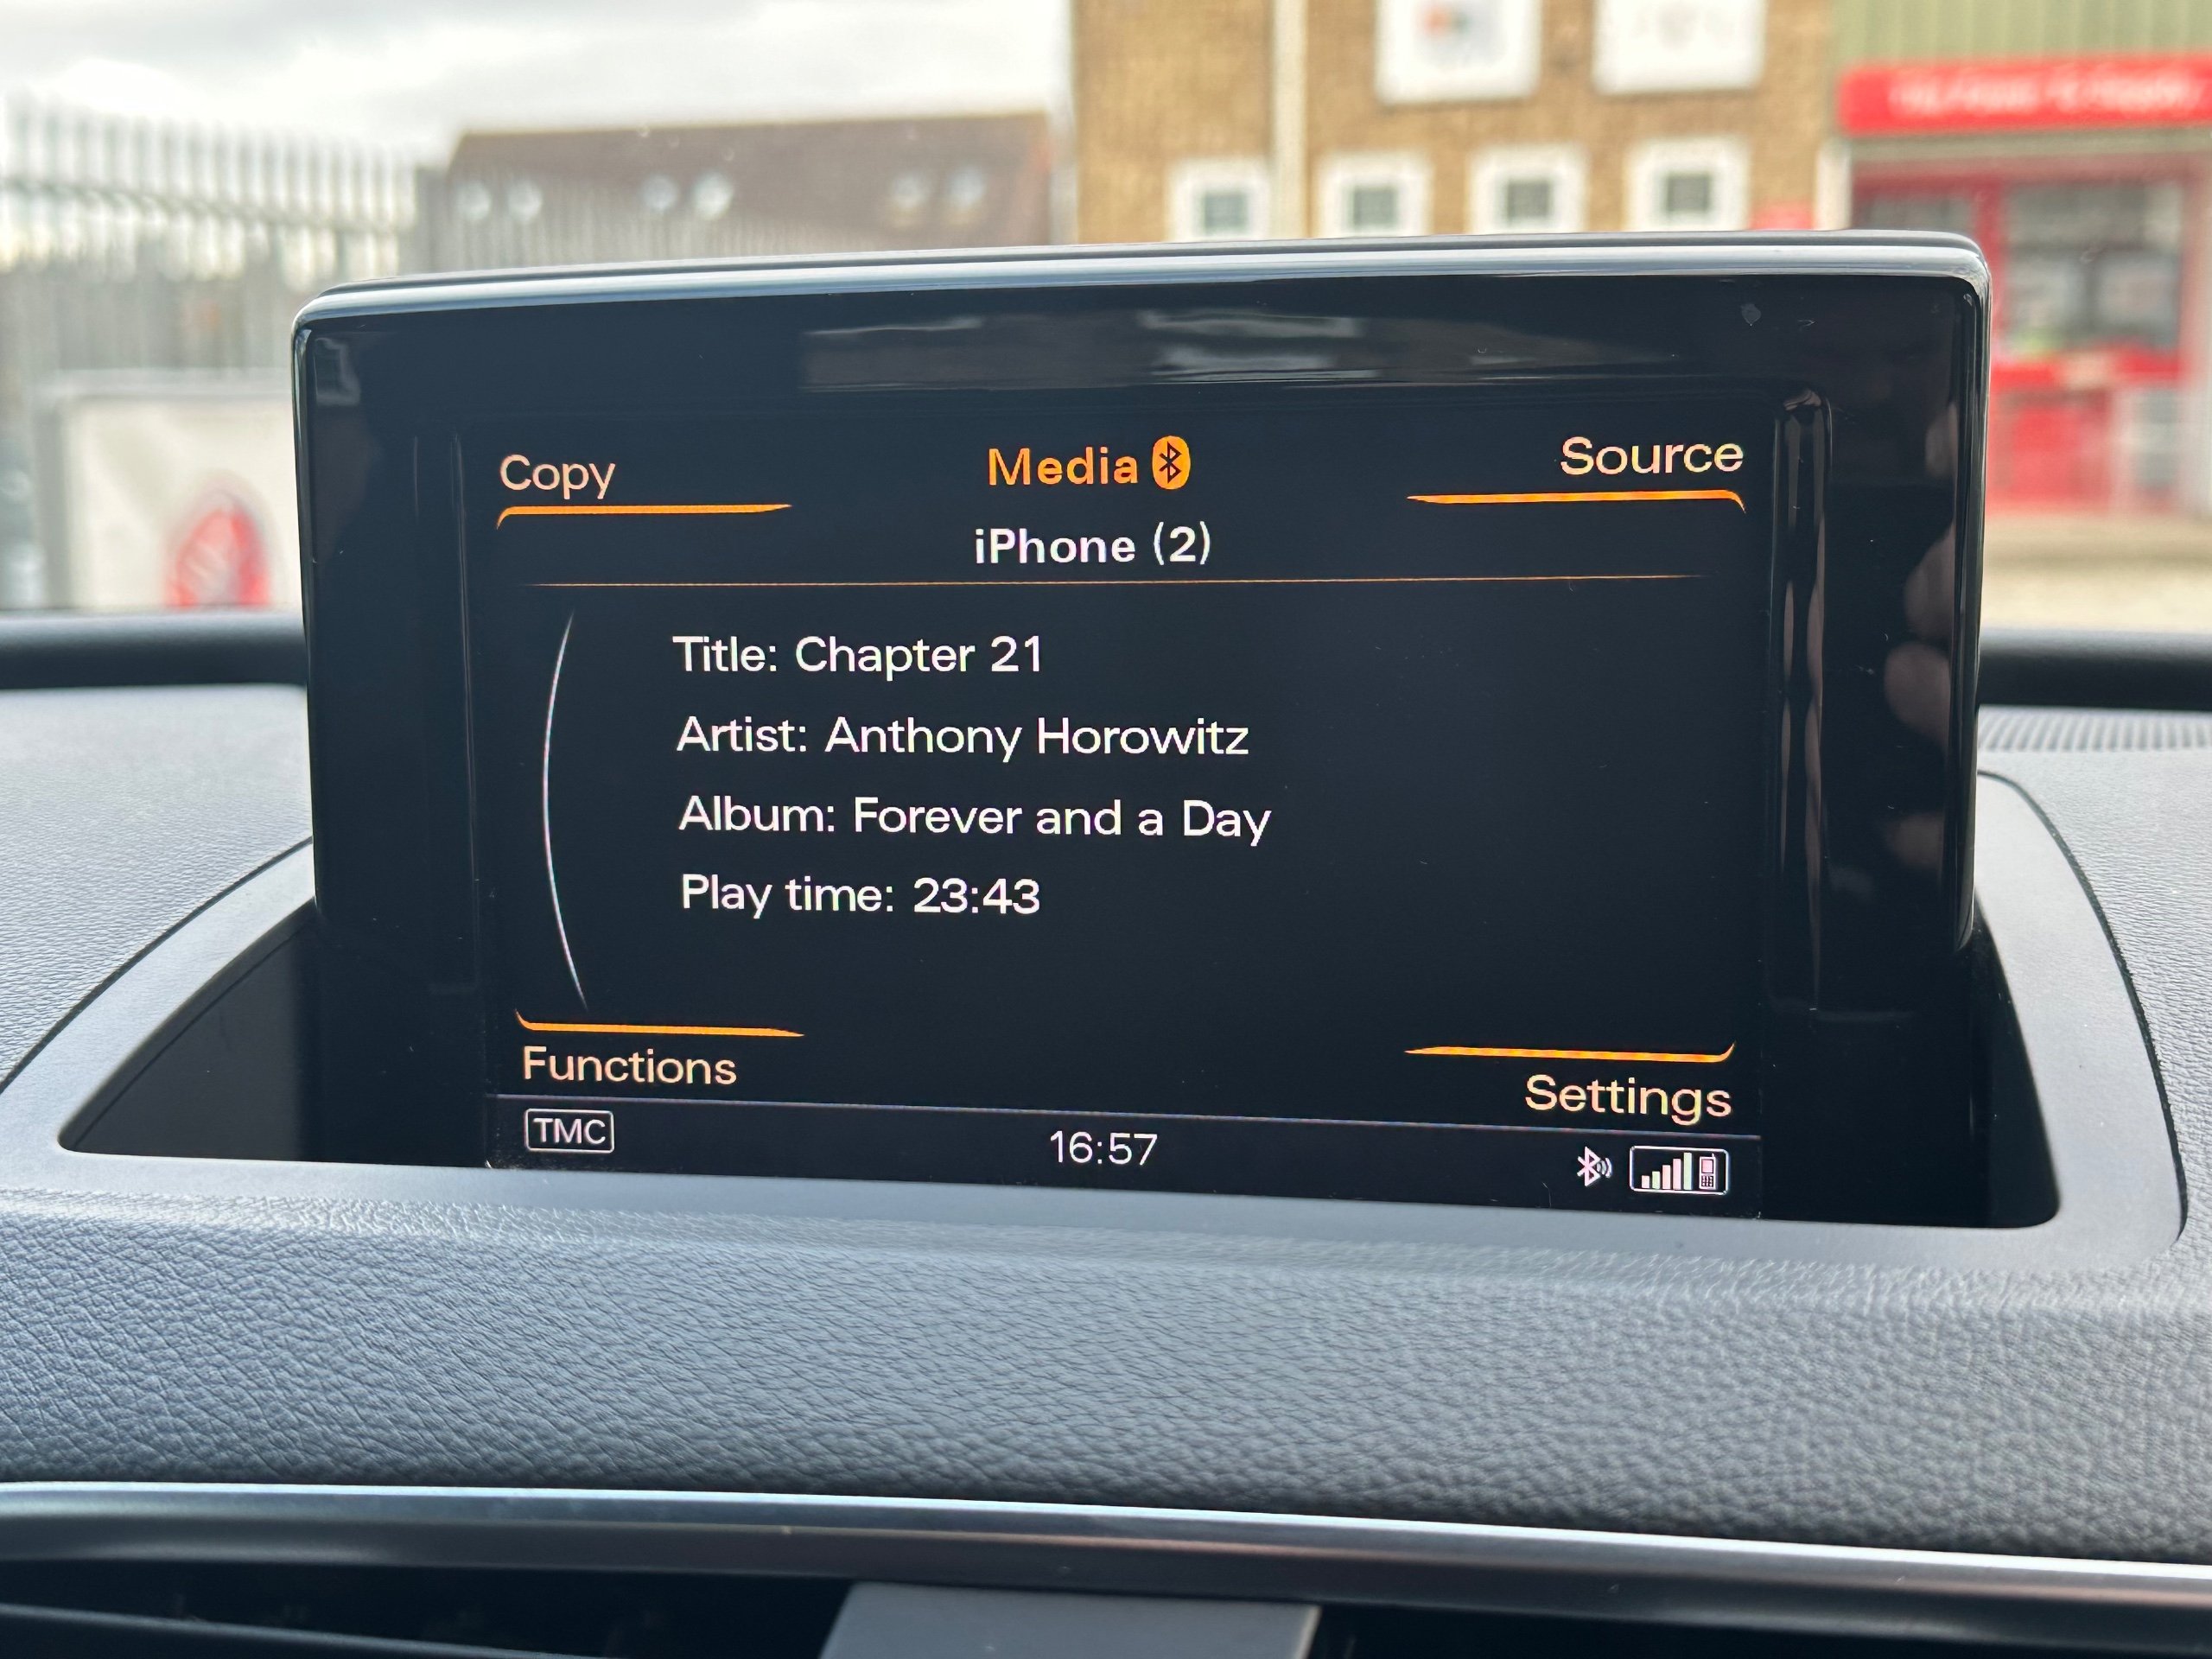 Copy
Media
Source
iPhone (2)
Title: Chapter 21
Artist: Anthony Horowitz
Album: Forever and a Day
Play time: 23:43
Functions
Settings
TMC
16:57